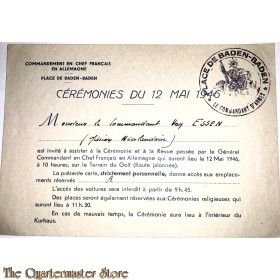 COMMANDEMENT EN CHEF FRANÇAIS
EN ALLEMAGNE
PLACE DE BADEN-BADEN
PLACE DE BADEN-BADEN
LE COMMANDANT D'ARMES
CÉRÉMONIES DU 12 MAI 1946
Monsieur le Commandant Van ESSEN
est invité à assister à la Cérémonie et à la Revue passée par le Général
Commandant en Chef Français en Allemagne qui auront lieu le 12 Mai 1946,
à 10 heures, sur le Terrain du Golf (Route jalonnée).
La présente carte, strictement personnelle, donne accès aux emplace-
ments réservés
L'accès des voitures sera interdit à partir de 9 h. 45.
Des places seront également réservées aux Cérémonies religieuses qui
auront lieu à 11 h. 30.
En cas de mauvais temps, la Cérémonie aura lieu à l'intérieur du
Kurhaus.
The Quartermaster Store